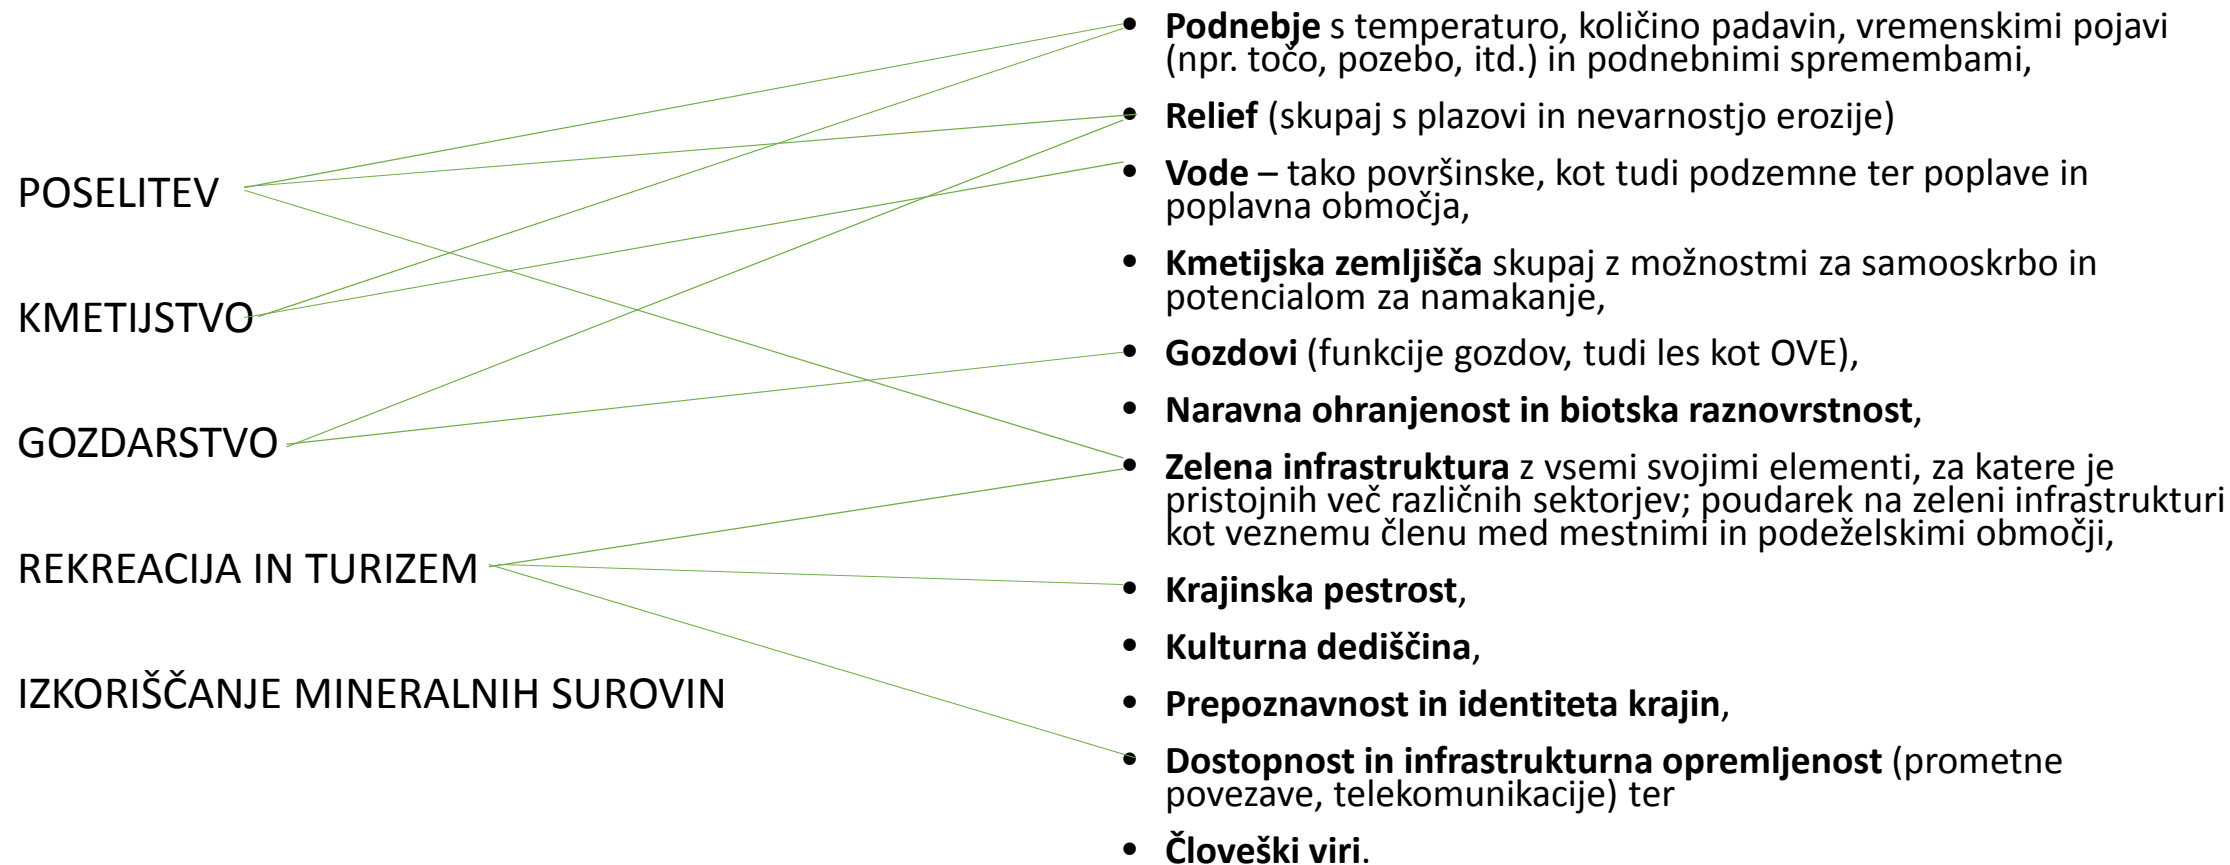 POSELITEV
KMETIJSTVO
GOZDARSTVO
REKREACIJA IN TURIZEM
IZKORIŠČANJE MINERALNIH SUROVIN
• Podnebje s temperaturo, količino padavin, vremenskimi pojavi
(npr. točo, pozebo, itd.) in podnebnimi spremembami,
• Relief (skupaj s plazovi in nevarnostjo erozije)
• Vode – tako površinske, kot tudi podzemne ter poplave in
poplavna območja,
• Kmetijska zemljišča skupaj z možnostmi za samooskrbo in
potencialom za namakanje,
• Gozdovi (funkcije gozdov, tudi les kot OVE),
• Naravna ohranjenost in biotska raznovrstnost,
• Zelena infrastruktura z vsemi svojimi elementi, za katere je
pristojnih več različnih sektorjev; poudarek na zeleni infrastrukturi
kot veznemu členu med mestnimi in podeželskimi območji,
• Krajinska pestrost,
• Kulturna dediščina,
• Prepoznavnost in identiteta krajin,
• Dostopnost in infrastrukturna opremljenost (prometne
povezave, telekomunikacije) ter
• Človeški viri.